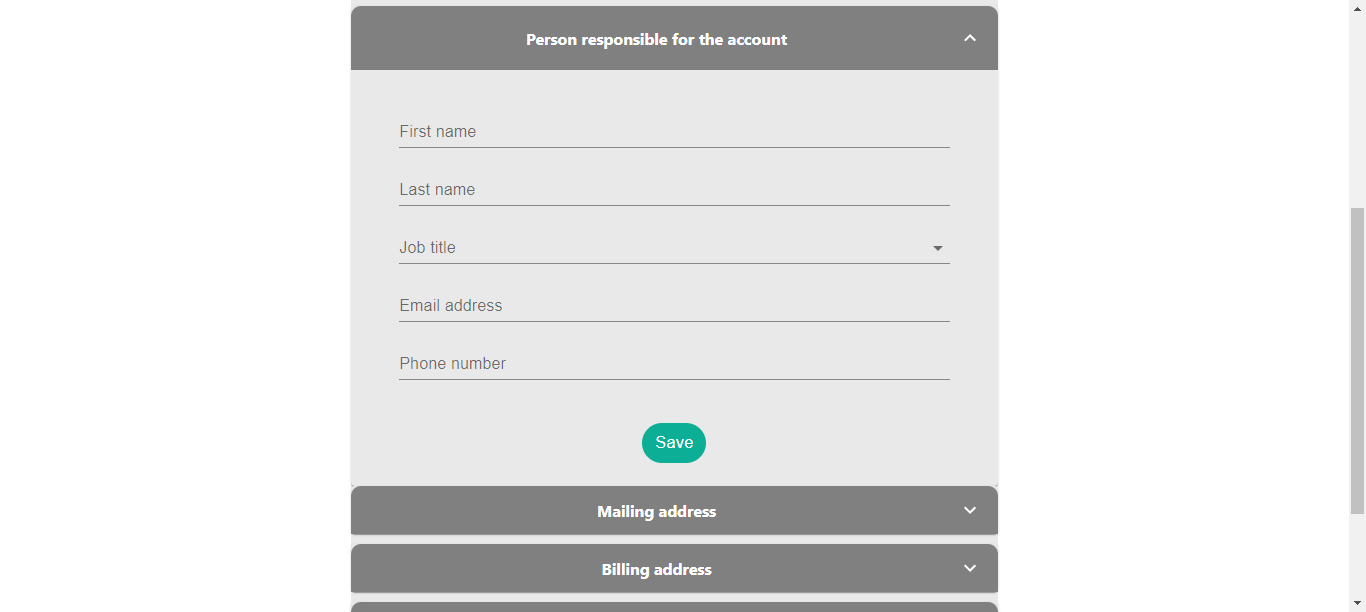 Person responsible for the account
First name
Last name
Job title
Email address
Phone number
Save
Mailing address
Billing address